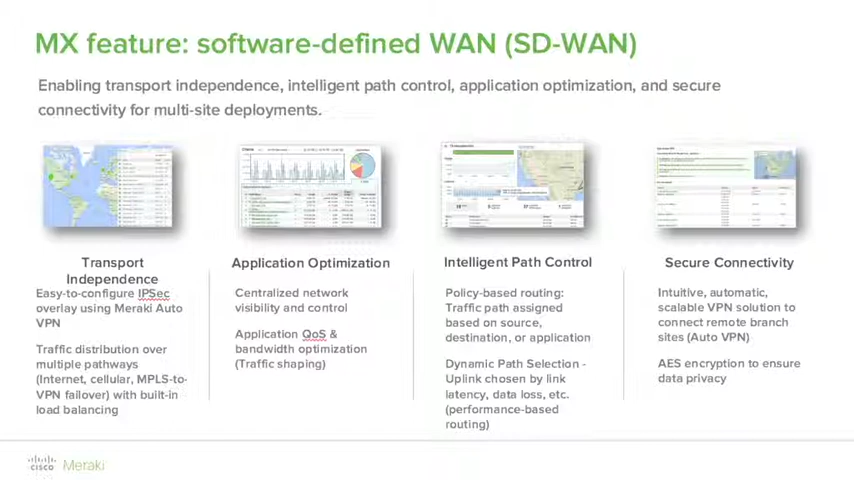 MX feature: software-defined WAN (SD-WAN)
Enabling transport independence, intelligent path control, application optimization, and secure
connectivity for multi-site deployments.
Transport
Independence
Easy-to-configure IPSec
overlay using Meraki Auto
VPN
Traffic distribution over
multiple pathways
(Internet, cellular, MPLS-to-
VPN failover) with built-in
load balancing
Application Optimization
Centralized network
visibility and control
Application QoS &
bandwidth optimization
(Traffic shaping)
Intelligent Path Control
Policy-based routing:
Traffic path assigned
based on source,
destination, or application
Dynamic Path Selection -
Uplink chosen by link
latency, data loss, etc.
(performance-based
routing)
Secure Connectivity
Intuitive, automatic,
scalable VPN solution to
connect remote branch
sites (Auto VPN)
AES encryption to ensure
data privacy
CISCO Meraki